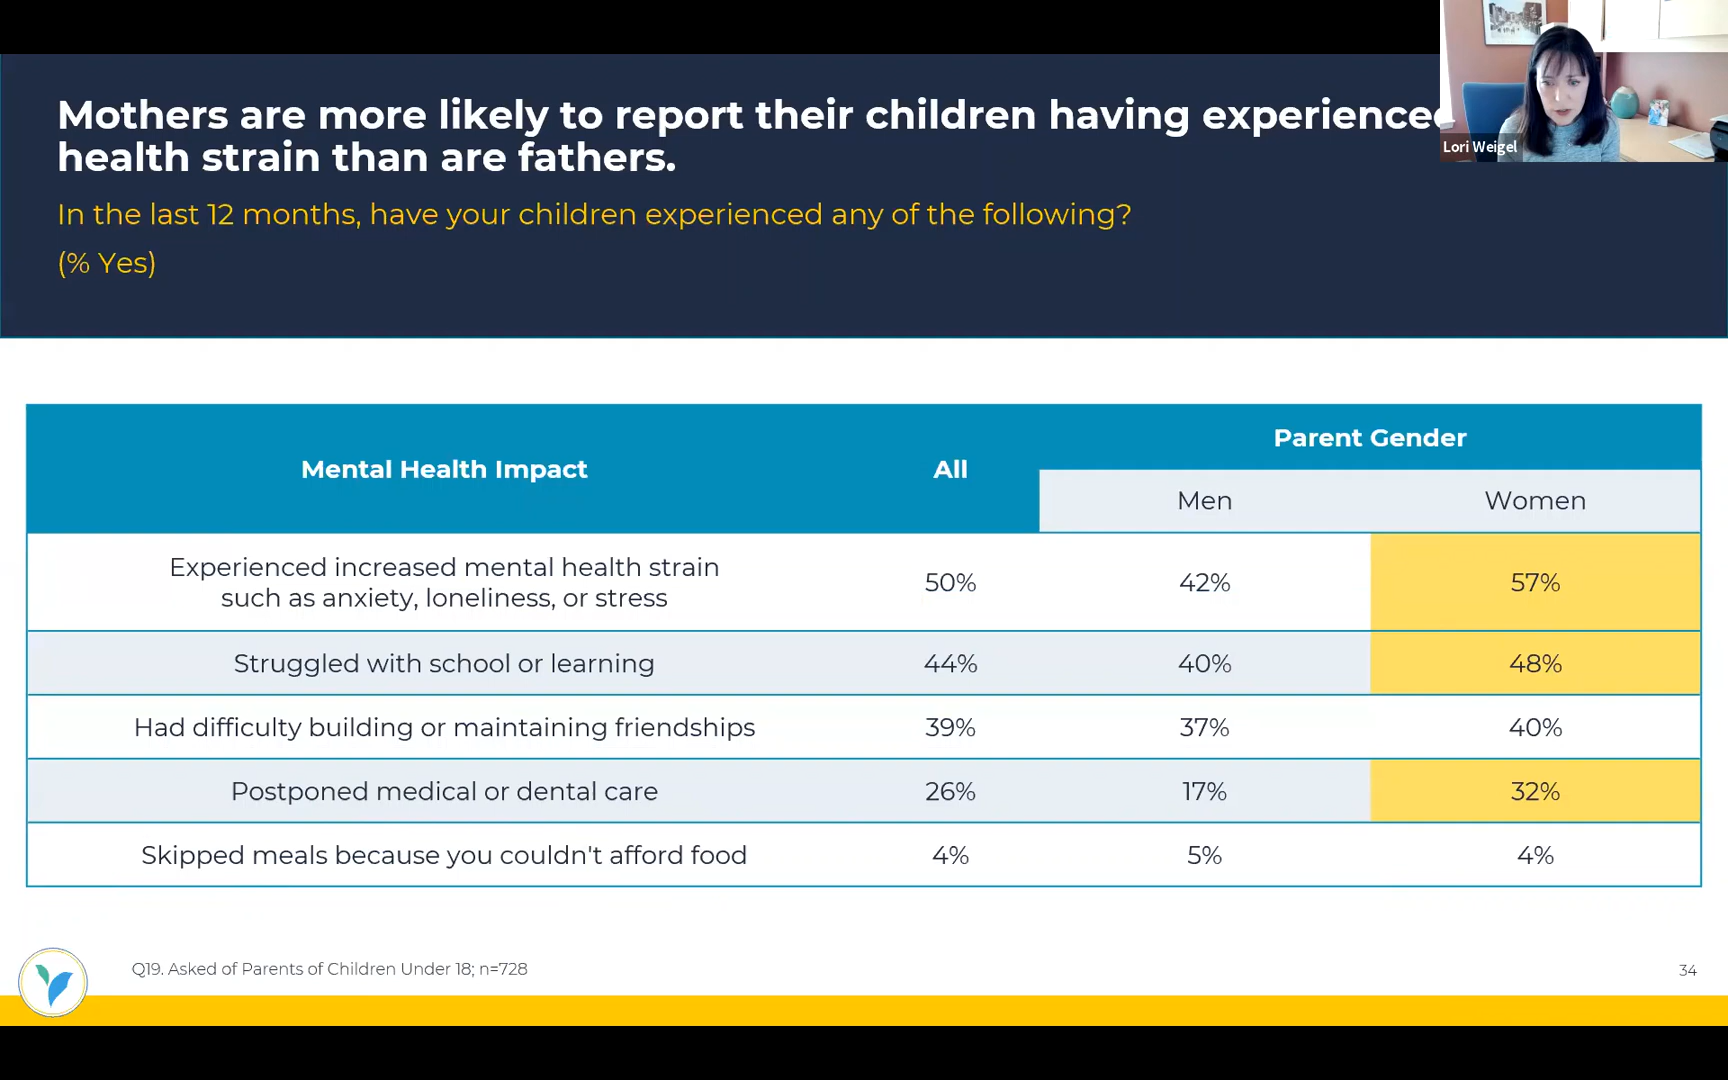 Mothers are more likely to report their children having experienced
health strain than are fathers.
In the last 12 months, have your children experienced any of the following?
(% Yes)
Lori Weigel
Mental Health Impact
All
Parent Gender
Men
Women
Experienced increased mental health strain
such as anxiety, loneliness, or stress
50%
42%
57%
Struggled with school or learning
44%
40%
48%
Had difficulty building or maintaining friendships
39%
37%
40%
Postponed medical or dental care
26%
17%
32%
Skipped meals because you couldn't afford food
4%
5%
4%
Q19. Asked of Parents of Children Under 18; n=728
34